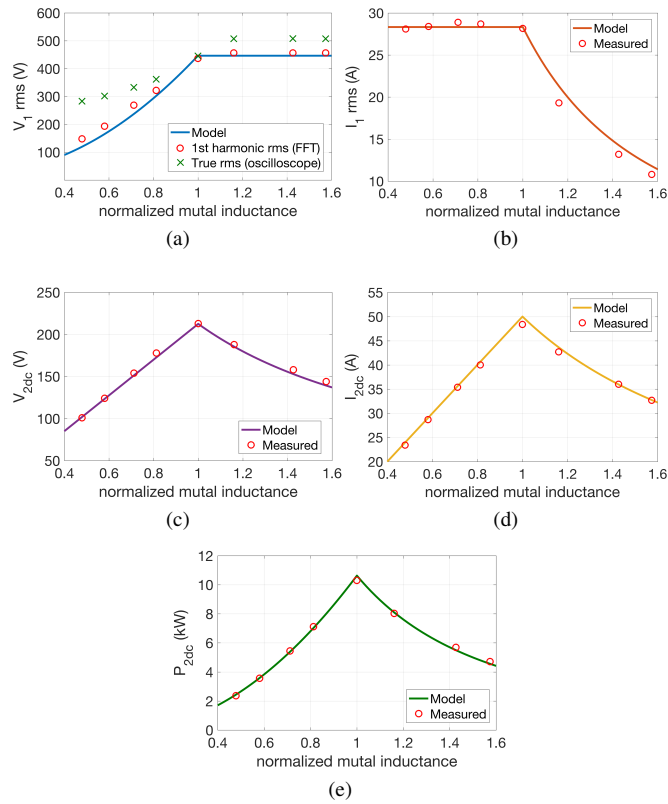 600
500
400
300
200
100
V1 rms (V)
Model
1st harmonic rms (FFT)
True rms (oscilloscope)
0.4 0.6 0.8 1 1.2 1.4 1.6
normalized mutal inductance
(a)
30
25
20
15
10
I1 rms (A)
Model
Measured
0.4 0.6 0.8 1 1.2 1.4 1.6
normalized mutal inductance
(b)
250
200
150
100
50
V2dc (V)
Model
Measured
0.4 0.6 0.8 1 1.2 1.4 1.6
normalized mutal inductance
(c)
55
50
45
40
35
30
25
20
I2dc (A)
Model
Measured
0.4 0.6 0.8 1 1.2 1.4 1.6
normalized mutal inductance
(d)
12
10
8
6
4
2
0
P2dc (kW)
Model
Measured
0.4 0.6 0.8 1 1.2 1.4 1.6
normalized mutal inductance
(e)